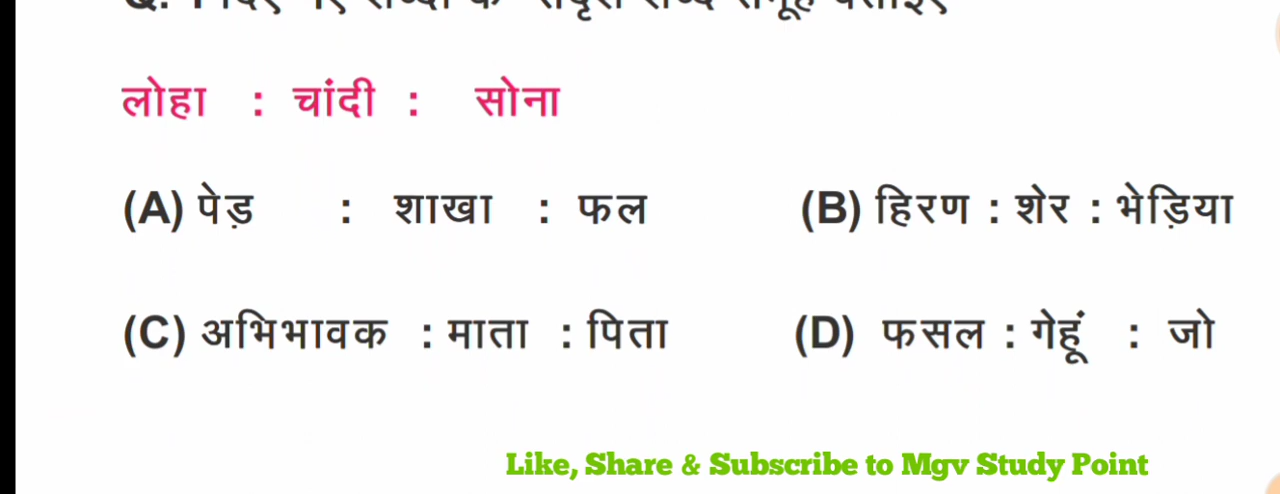 लोहा : चांदी : सोना
(A) पेड़ : शाखा : फल (B) हिरण : शेर : भेड़िया
(C) अभिभावक : माता : पिता (D) फसल : गेहूं : जो
Like, Share & Subscribe to Mgv Study Point